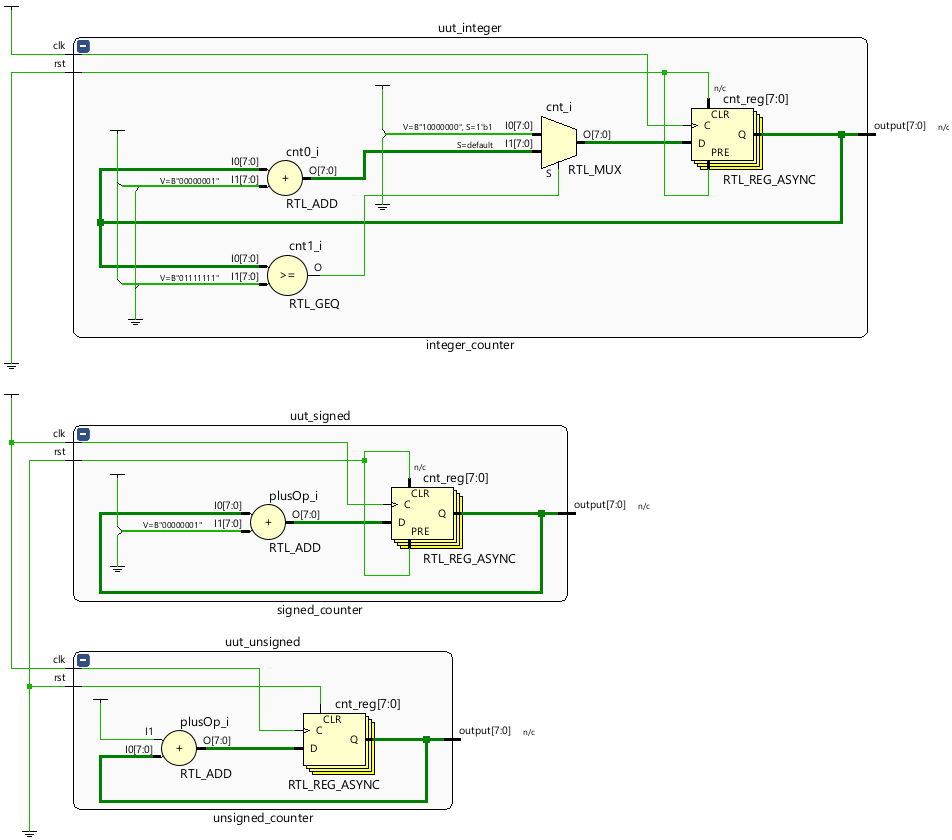 uut_integer
clk
rst
n/c
cnt_reg[7:0]
cnt_i
CLR
V=B"10000000", S=1'b1
I0[7:0]
O[7:0]
C
Q
output[7:0]
n/c
S=default
I1[7:0]
D
PRE
cnt0_i
I0[7:0]
O[7:0]
+
V=B"00000001"
I1[7:0]
S
RTL_MUX
RTL_REG_ASYNC
RTL_ADD
cnt1_i
I0[7:0]
O
>=
V=B"01111111"
I1[7:0]
RTL_GEQ
integer_counter
uut_signed
clk
rst
n/c
cnt_reg[7:0]
CLR
plusOp_i
I0[7:0]
O[7:0]
C
Q
output[7:0]
n/c
V=B"00000001"
I1[7:0]
+
D
PRE
RTL_ADD
RTL_REG_ASYNC
signed_counter
uut_unsigned
clk
rst
cnt_reg[7:0]
CLR
plusOp_i
I1
O[7:0]
C
Q
output[7:0]
n/c
I0[7:0]
+
D
RTL_ADD
RTL_REG_ASYNC
unsigned_counter